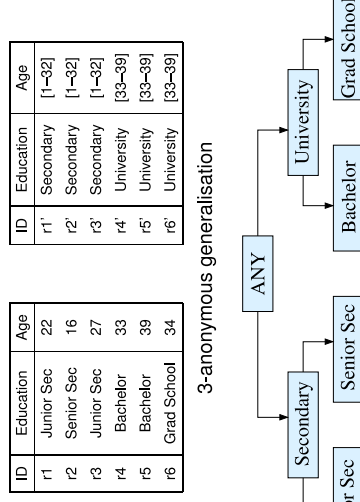 ID Education Age
r1 Junior Sec 22
r2 Senior Sec 16
r3 Junior Sec 27
r4 Bachelor 33
r5 Bachelor 39
r6 Grad School 34
ID Education Age
r1' Secondary [1–32]
r2' Secondary [1–32]
r3' Secondary [1–32]
r4' University [33–39]
r5' University [33–39]
r6' University [33–39]
3-anonymous generalisation
ANY
Secondary University
or Sec Senior Sec Bachelor Grad School